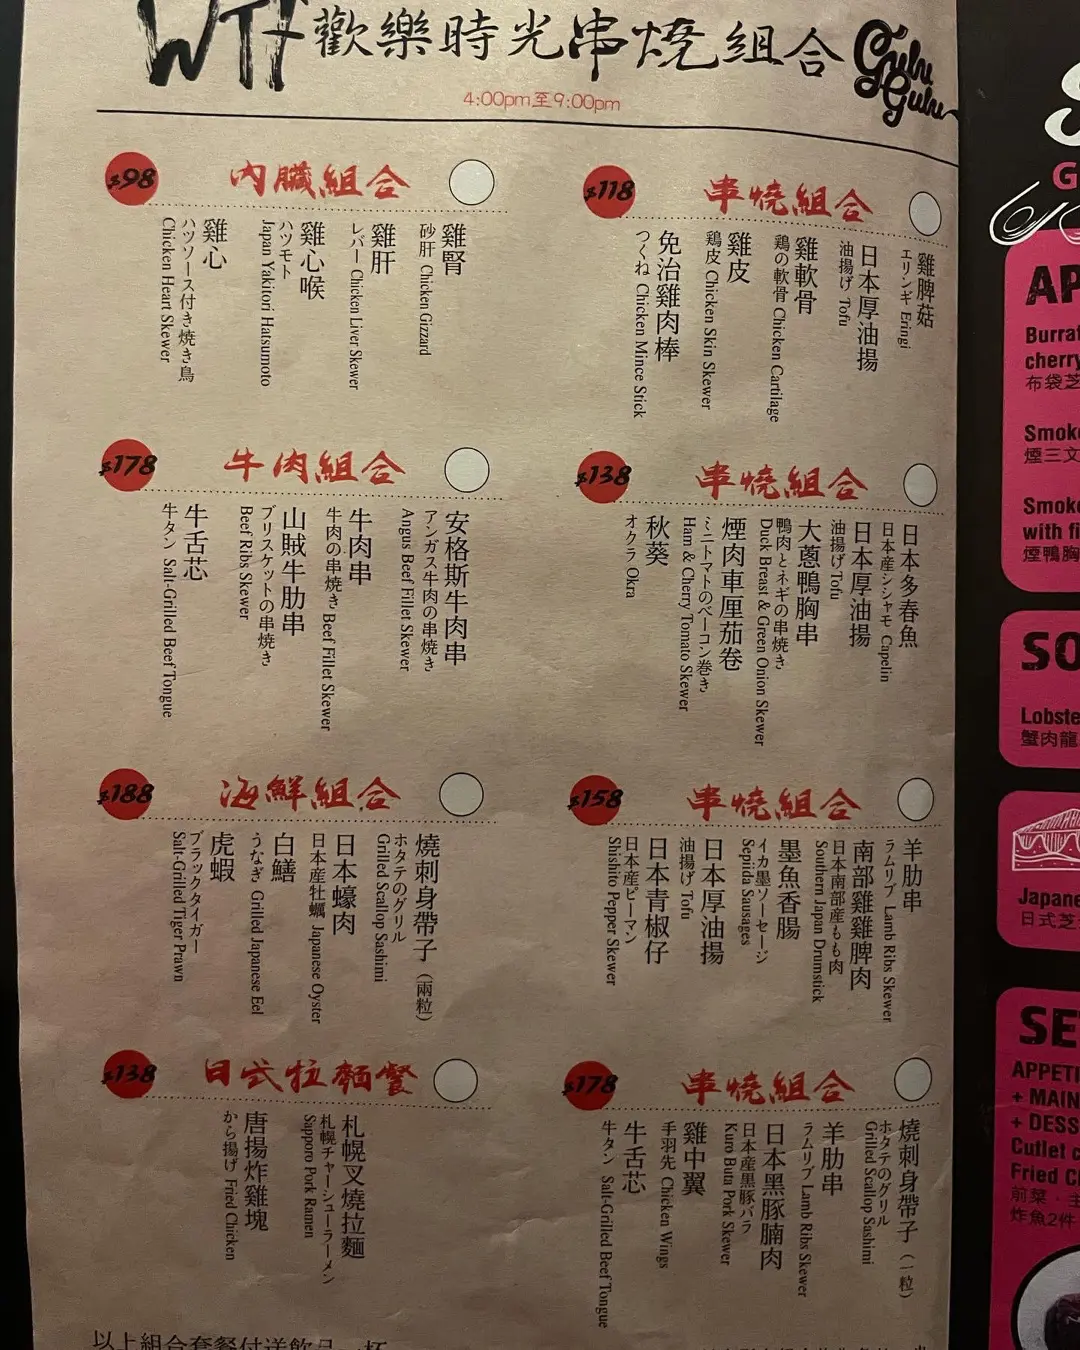 WTF 歡樂時光串燒組合 Gulu Gulu
4:00pm至9:00pm
$118 串燒組合
雞脾菇
エリンギ Eringi
日本厚油揚
油揚げ Tofu
雞軟骨
鶏の軟骨 Chicken Cartilage
雞皮
鶏皮 Chicken Skin Skewer
免治雞肉棒
つくね Chicken Mince Stick
$98 內臟組合
雞腎
砂肝 Chicken Gizzard
雞肝
レバー Chicken Liver Skewer
雞心喉
ハツモト
Japan Yakitori Hatsumoto
雞心
ハツソース付き焼き鳥
Chicken Heart Skewer
$138 串燒組合
日本多春魚
日本産シシャモ Capelin
日本厚油揚
油揚げ Tofu
大蔥鴨胸串
鴨肉とネギの串焼き
Duck Breast & Green Onion Skewer
煙肉車厘茄卷
ミニトマトのベーコン巻き
Ham & Cherry Tomato Skewer
秋葵
オクラ Okra
$178 牛肉組合
安格斯牛肉串
アンガス牛肉の串焼き
Angus Beef Fillet Skewer
牛肉串
牛肉の串焼き Beef Fillet Skewer
山賊牛肋串
ブリスケットの串焼き
Beef Ribs Skewer
牛舌芯
牛タン Salt-Grilled Beef Tongue
$158 串燒組合
羊肋串
ラムリブ Lamb Ribs Skewer
南部雞雞脾肉
日本南部産もも肉
Southern Japan Drumstick
墨魚香腸
イカ墨ソーセージ
Sepiida Sausages
日本厚油揚
油揚げ Tofu
日本青椒仔
日本産ピーマン
Shishito Pepper Skewer
$188 海鮮組合
燒刺身帶子（兩粒）
ホタテのグリル
Grilled Scallop Sashimi
日本蠔肉
日本産牡蠣 Japanese Oyster
白鱔
うなぎ Grilled Japanese Eel
虎蝦
ブラックタイガー
Salt-Grilled Tiger Prawn
$178 串燒組合
燒刺身帶子（一粒）
ホタテのグリル
Grilled Scallop Sashimi
羊肋串
ラムリブ Lamb Ribs Skewer
日本黑豚腩肉
日本産黒豚バラ
Kuro Buta Pork Skewer
雞中翼
手羽先 Chicken Wings
牛舌芯
牛タン Salt-Grilled Beef Tongue
$138 日式拉麵餐
札幌叉燒拉麵
札幌チャーシューラーメン
Sapporo Pork Ramen
唐揚炸雞塊
から揚げ Fried Chicken
以上組合套餐付送飲品一杯
S
G
AP
Burrat
cherry
布袋芝
Smoke
煙三文
Smoke
with fi
煙鴨胸
SO
Lobste
蟹肉龍
Japane
日式芝
SE
APPETI
+ MAIN
+ DESS
Cutlet c
Fried Cl
前菜・主
炸魚2件